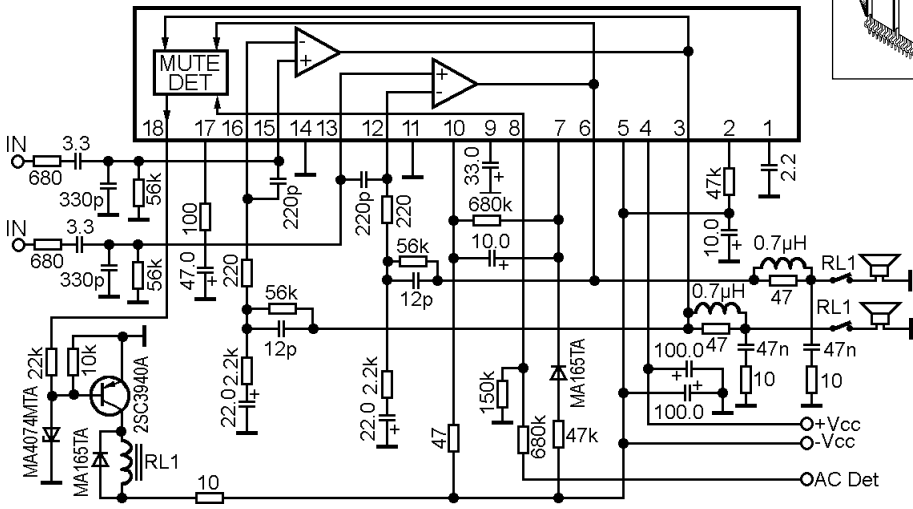 MUTE
DET
18 17 16 15 14 13 12 11 10 9 8 7 6 5 4 3 2 1
IN
3.3
680
330p
56k
220p
220p
220
33.0
680k
10.0
47k
2.2
10.0
100
47.0
IN
3.3
680
330p
56k
220
56k
12p
56k
12p
0.7µH
47
RL1
0.7µH
47
RL1
22k
10k
2SC3940A
MA4074MTA
MA165TA
RL1
2.2k
22.0
2.2k
22.0
47
150k
680k
MA165TA
47k
100.0
100.0
47n
10
47n
10
+Vcc
-Vcc
AC Det
10